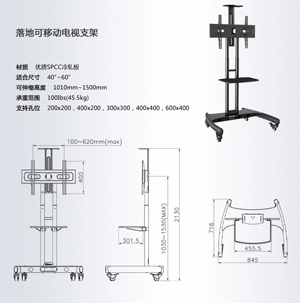 落地可移动电视支架
材质 优质SPCC冷轧板
适合尺寸 40"~60"
可伸缩高度 1010mm~1500mm
承重范围 100lbs(45.5kg)
支持孔位 200x200,400x200,300x300,400x400,600x400
100~620mm(max)
400
301.5
1030~1530(MAX)
2130
716
455.5
845